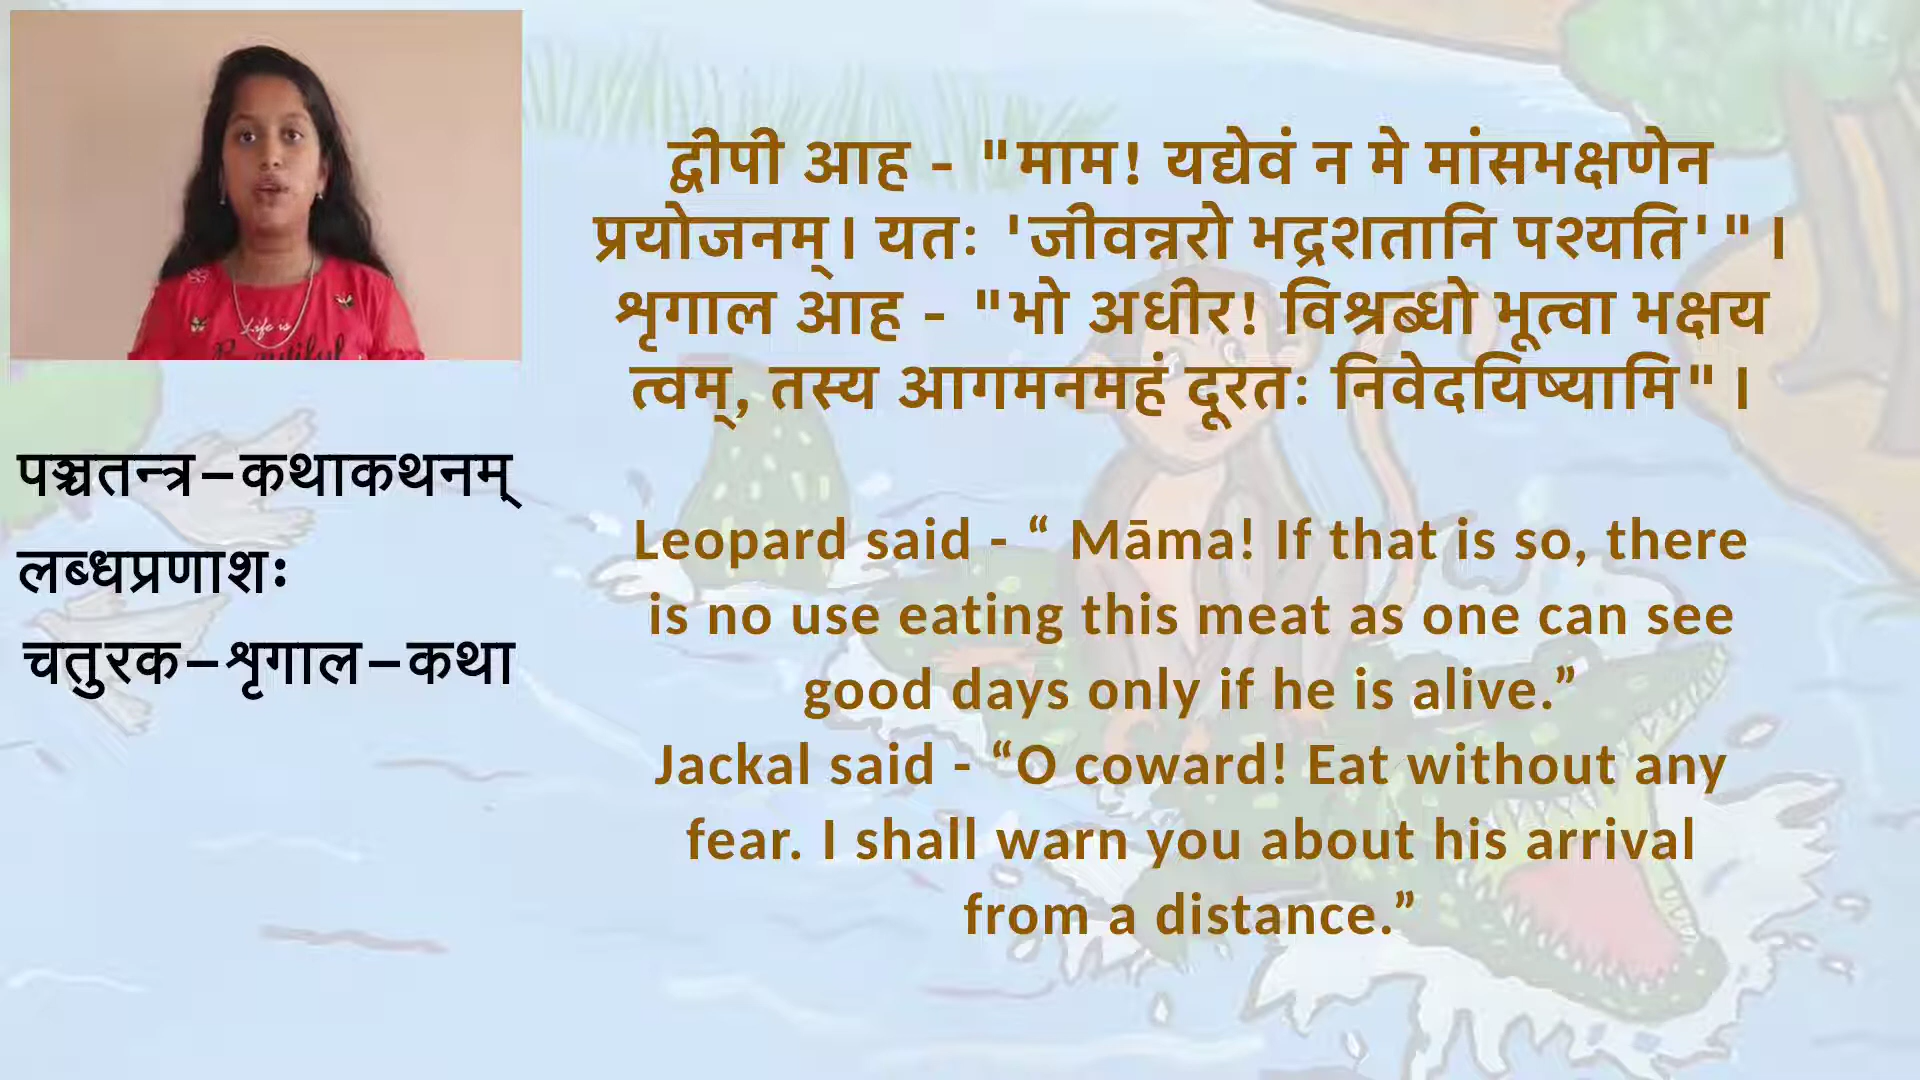 Life is
Beautiful
पञ्चतन्त्र–कथाकथनम्
लब्धप्रणाशः
चतुरक–शृगाल–कथा
द्वीपी आह - "माम! यद्येवं न मे मांसभक्षणेन
प्रयोजनम्। यतः 'जीवन्नरो भद्रशतानि पश्यति'"।
शृगाल आह - "भो अधीर! विश्रब्धो भूत्वा भक्षय
त्वम्, तस्य आगमनमहं दूरतः निवेदयिष्यामि"।
Leopard said - “ Māma! If that is so, there
is no use eating this meat as one can see
good days only if he is alive.”
Jackal said - “O coward! Eat without any
fear. I shall warn you about his arrival
from a distance.”